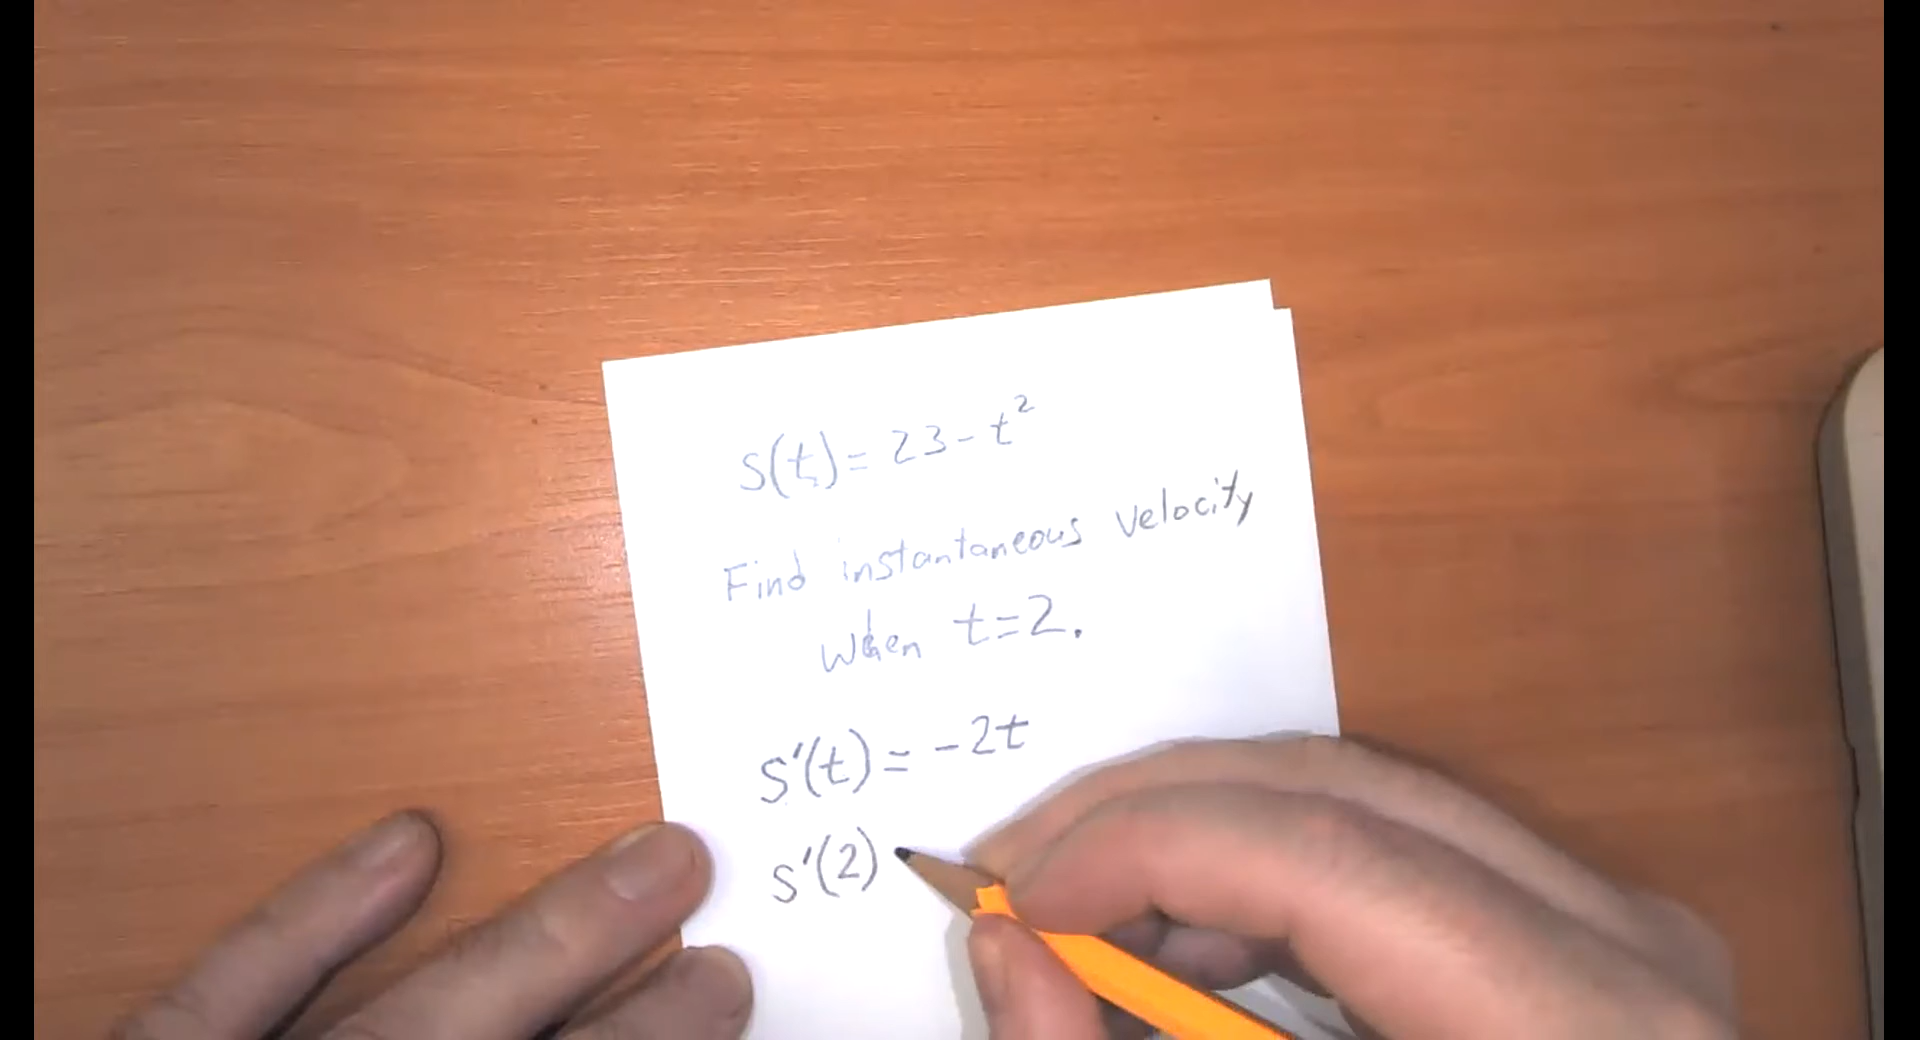 S(t) = 23 - t²
Find instantaneous velocity
when t=2.
S'(t) = -2t
S'(2)